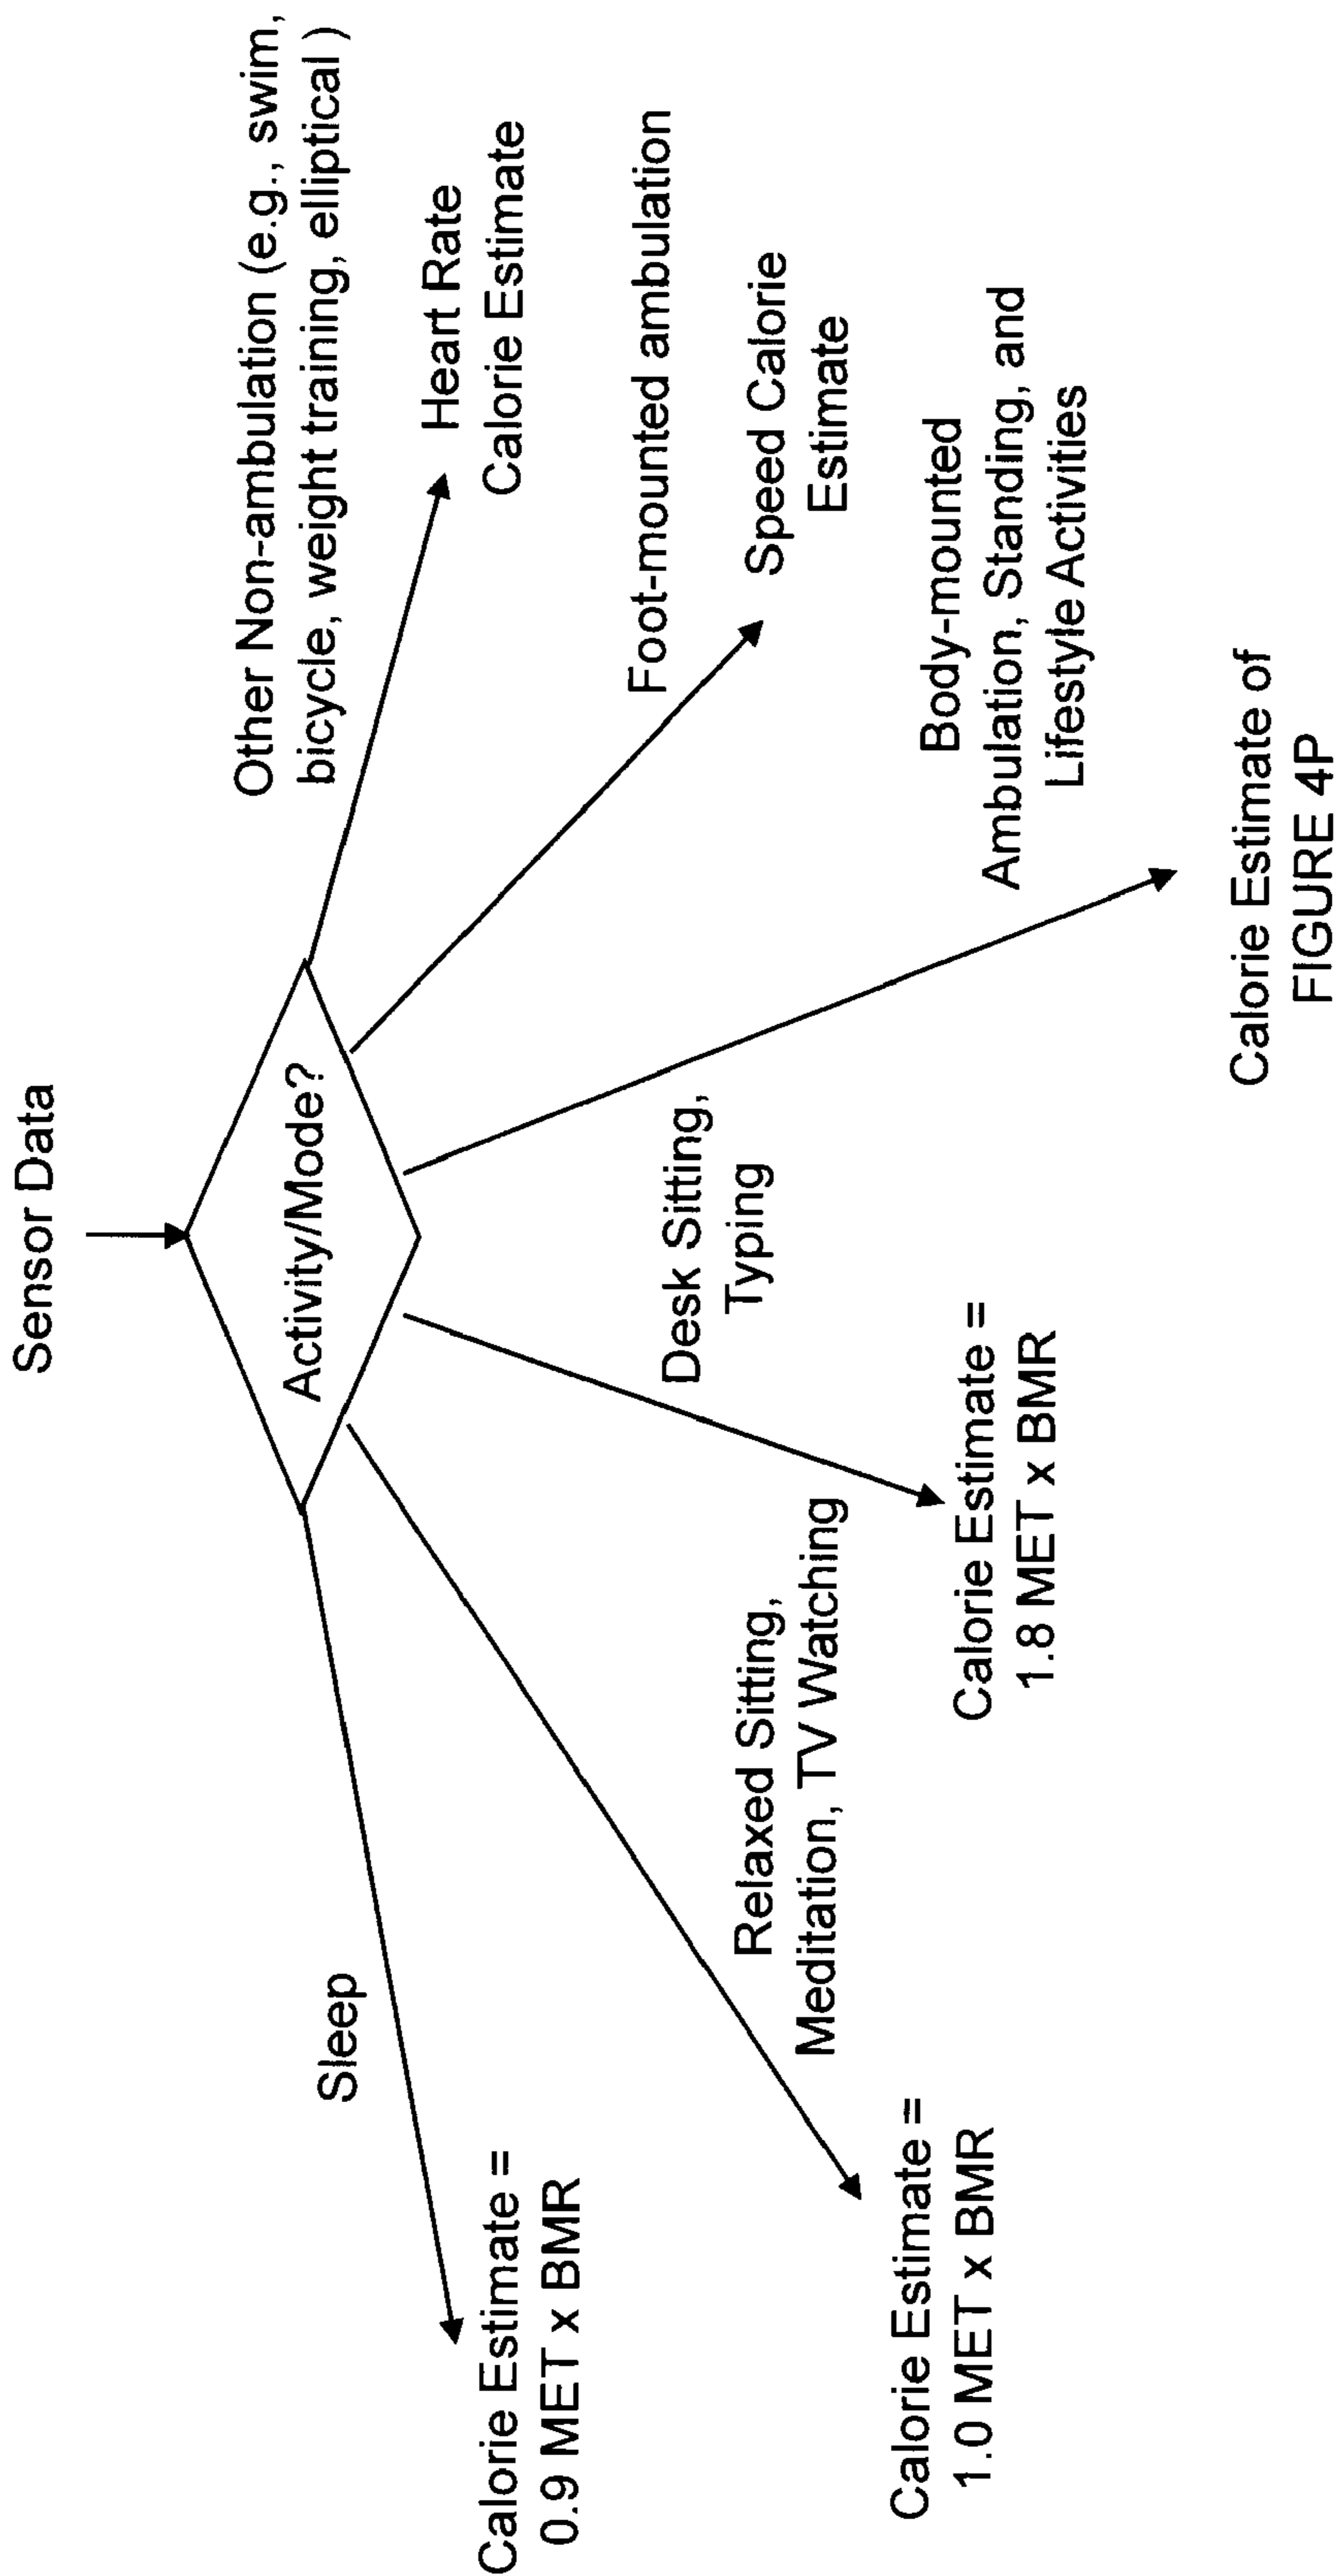 Sensor Data
Activity/Mode?
Sleep
Calorie Estimate =
0.9 MET x BMR
Relaxed Sitting,
Meditation, TV Watching
Calorie Estimate =
1.0 MET x BMR
Desk Sitting,
Typing
Calorie Estimate =
1.8 MET x BMR
Body-mounted
Ambulation, Standing, and
Lifestyle Activities
Calorie Estimate of
FIGURE 4P
Foot-mounted ambulation
Speed Calorie
Estimate
Other Non-ambulation (e.g., swim,
bicycle, weight training, elliptical )
Heart Rate
Calorie Estimate